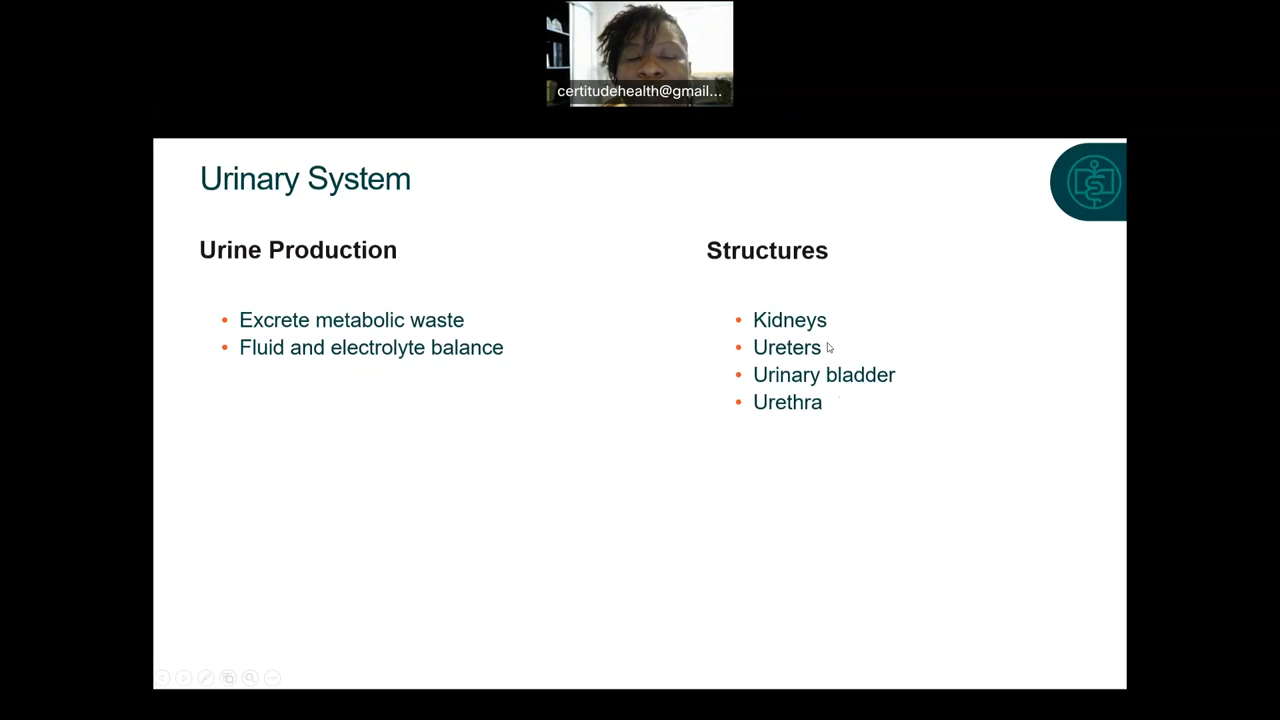 certitudehealth@gmail...
Urinary System
Urine Production
Excrete metabolic waste
Fluid and electrolyte balance
Structures
Kidneys
Ureters
Urinary bladder
Urethra